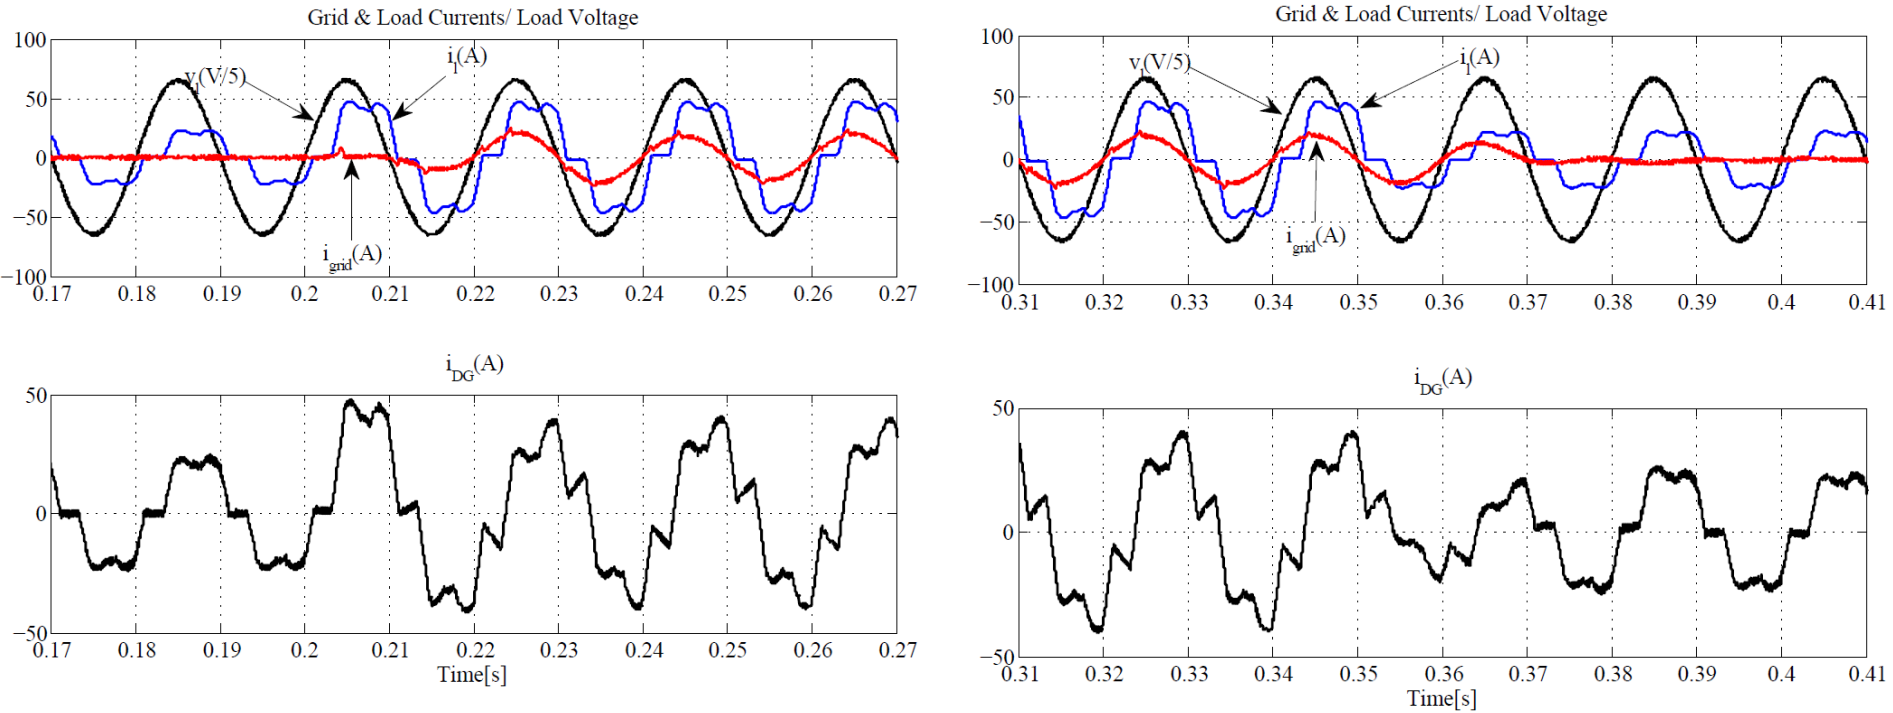 Grid & Load Currents/ Load Voltage
100
50
0
−50
−100
v_l(V/5)
i_l(A)
i_grid(A)
0.17 0.18 0.19 0.2 0.21 0.22 0.23 0.24 0.25 0.26 0.27
i_DG(A)
50
0
−50
0.17 0.18 0.19 0.2 0.21 0.22 0.23 0.24 0.25 0.26 0.27
Time[s]
Grid & Load Currents/ Load Voltage
100
50
0
−50
−100
v_l(V/5)
i_l(A)
i_grid(A)
0.31 0.32 0.33 0.34 0.35 0.36 0.37 0.38 0.39 0.4 0.41
i_DG(A)
50
0
−50
0.31 0.32 0.33 0.34 0.35 0.36 0.37 0.38 0.39 0.4 0.41
Time[s]